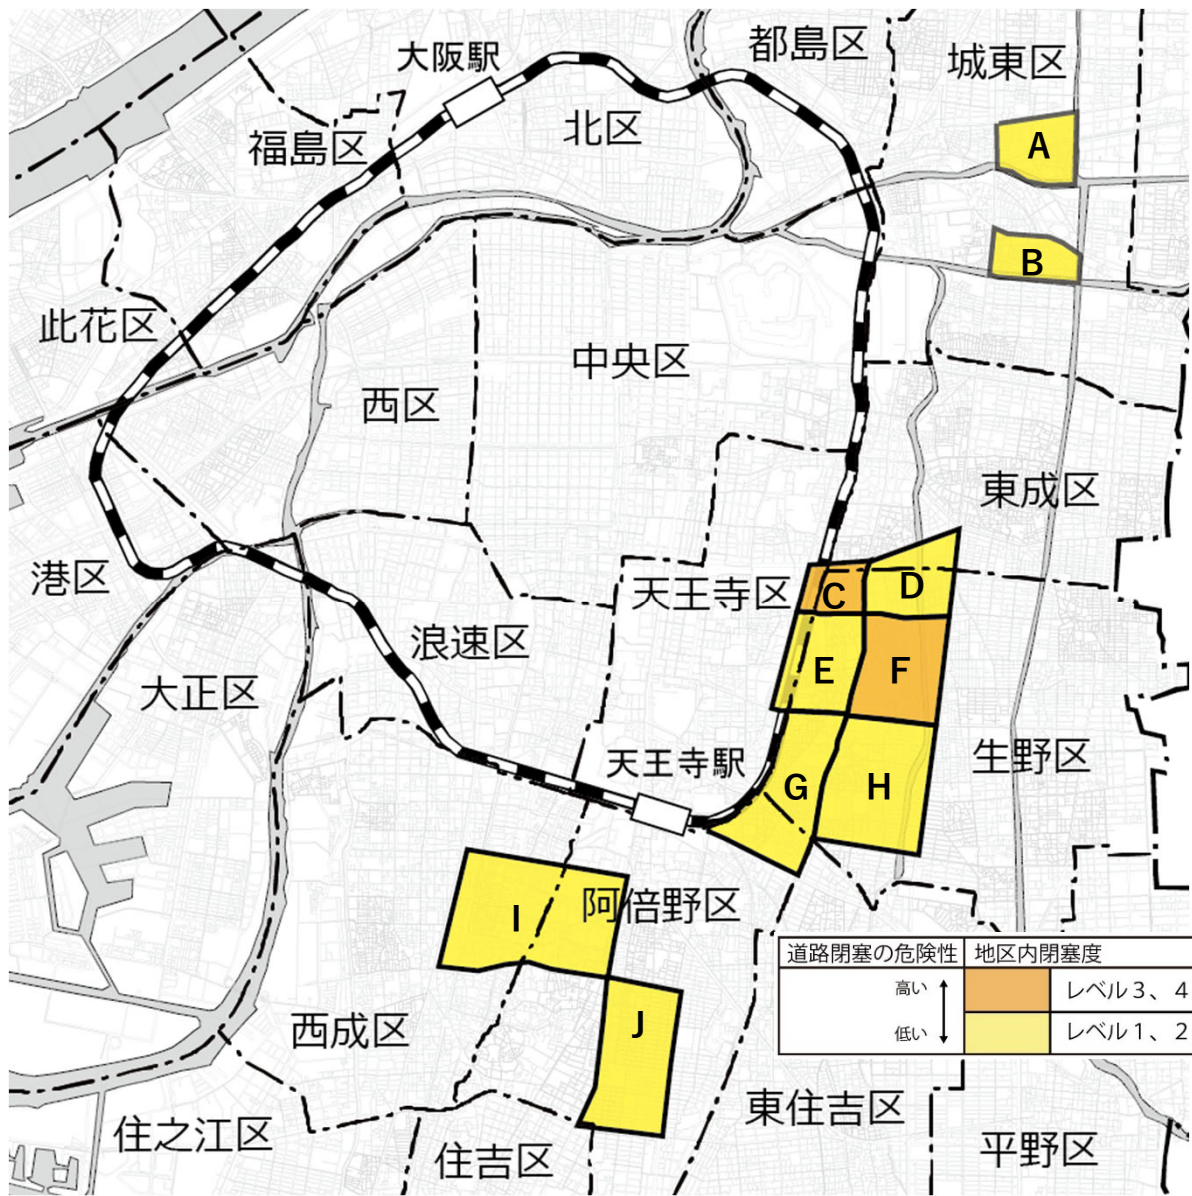 大阪駅
都島区
城東区
福島区
北区
A
B
此花区
中央区
西区
東成区
港区
天王寺区
C
D
浪速区
E
F
大正区
天王寺駅
生野区
G
H
阿倍野区
I
道路閉塞の危険性 地区内閉塞度
高い レベル3、4
低い レベル1、2
西成区
J
東住吉区
住之江区
住吉区
平野区